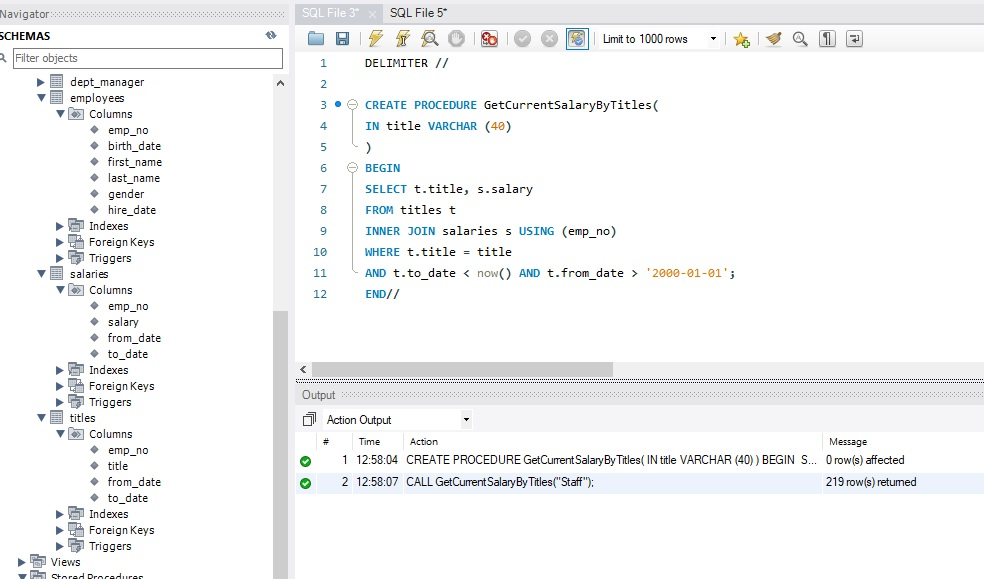 Navigator
SCHEMAS
Filter objects
dept_manager
employees
Columns
emp_no
birth_date
first_name
last_name
gender
hire_date
Indexes
Foreign Keys
Triggers
salaries
Columns
emp_no
salary
from_date
to_date
Indexes
Foreign Keys
Triggers
titles
Columns
emp_no
title
from_date
to_date
Indexes
Foreign Keys
Triggers
Views
Stored Procedures
SQL File 3* SQL File 5*
Limit to 1000 rows
1 DELIMITER //
2
3 CREATE PROCEDURE GetCurrentSalaryByTitles(
4 IN title VARCHAR (40)
5 )
6 BEGIN
7 SELECT t.title, s.salary
8 FROM titles t
9 INNER JOIN salaries s USING (emp_no)
10 WHERE t.title = title
11 AND t.to_date < now() AND t.from_date > '2000-01-01';
12 END//
Output
Action Output
# Time Action Message
1 12:58:04 CREATE PROCEDURE GetCurrentSalaryByTitles( IN title VARCHAR (40) ) BEGIN S... 0 row(s) affected
2 12:58:07 CALL GetCurrentSalaryByTitles("Staff"); 219 row(s) returned